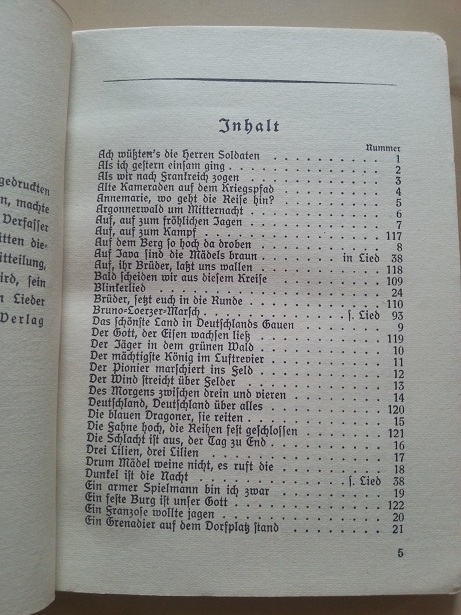 gedruckten
n, machte
Verfasser
itten die-
itteilung,
ird, sein
n Lieder
Verlag
Inhalt
Nummer
Ach wüßten's die Herren Soldaten . . . . . . . . . . 1
Als ich gestern einsam ging . . . . . . . . . . 2
Als wir nach Frankreich zogen . . . . . . . . . . 3
Alte Kameraden auf dem Kriegspfad . . . . . . . . . . 4
Annemarie, wo geht die Reise hin? . . . . . . . . . . 5
Argonnerwald um Mitternacht . . . . . . . . . . 6
Auf, auf zum fröhlichen Jagen . . . . . . . . . . 7
Auf, auf zum Kampf . . . . . . . . . . 117
Auf dem Berg so hoch da droben . . . . . . . . . . 8
Auf Java sind die Mädels braun . . . . . . in Lied 38
Auf, ihr Brüder, laßt uns wallen . . . . . . . . . . 118
Bald scheiden wir aus diesem Kreise . . . . . . . . . . 109
Blinkerlied . . . . . . . . . . 24
Brüder, setzt euch in die Runde . . . . . . . . . . 110
Bruno-Loerzer-Marsch . . . . . . . . . . s. Lied 93
Das schönste Land in Deutschlands Gauen . . . . . . . . 9
Der Gott, der Eisen wachsen ließ . . . . . . . . . . 119
Der Jäger in dem grünen Wald . . . . . . . . . . 10
Der mächtigste König im Luftrevier . . . . . . . . . . 11
Der Pionier marschiert ins Feld . . . . . . . . . . 12
Der Wind streicht über Felder . . . . . . . . . . 13
Des Morgens zwischen drein und vieren . . . . . . . . . . 14
Deutschland, Deutschland über alles . . . . . . . . . . 120
Die blauen Dragoner, sie reiten . . . . . . . . . . 15
Die Fahne hoch, die Reihen fest geschlossen . . . . . . . . 121
Die Schlacht ist aus, der Tag zu End . . . . . . . . . . 16
Drei Lilien, drei Lilien . . . . . . . . . . 17
Drum Mädel weine nicht, es ruft die . . . . . . . . . . 18
Dunkel ist die Nacht . . . . . . . . . . s. Lied 38
Ein armer Spielmann bin ich zwar . . . . . . . . . . 19
Ein feste Burg ist unser Gott . . . . . . . . . . 122
Ein Franzose wollte jagen . . . . . . . . . . 20
Ein Grenadier auf dem Dorfplatz stand . . . . . . . . . . 21
5